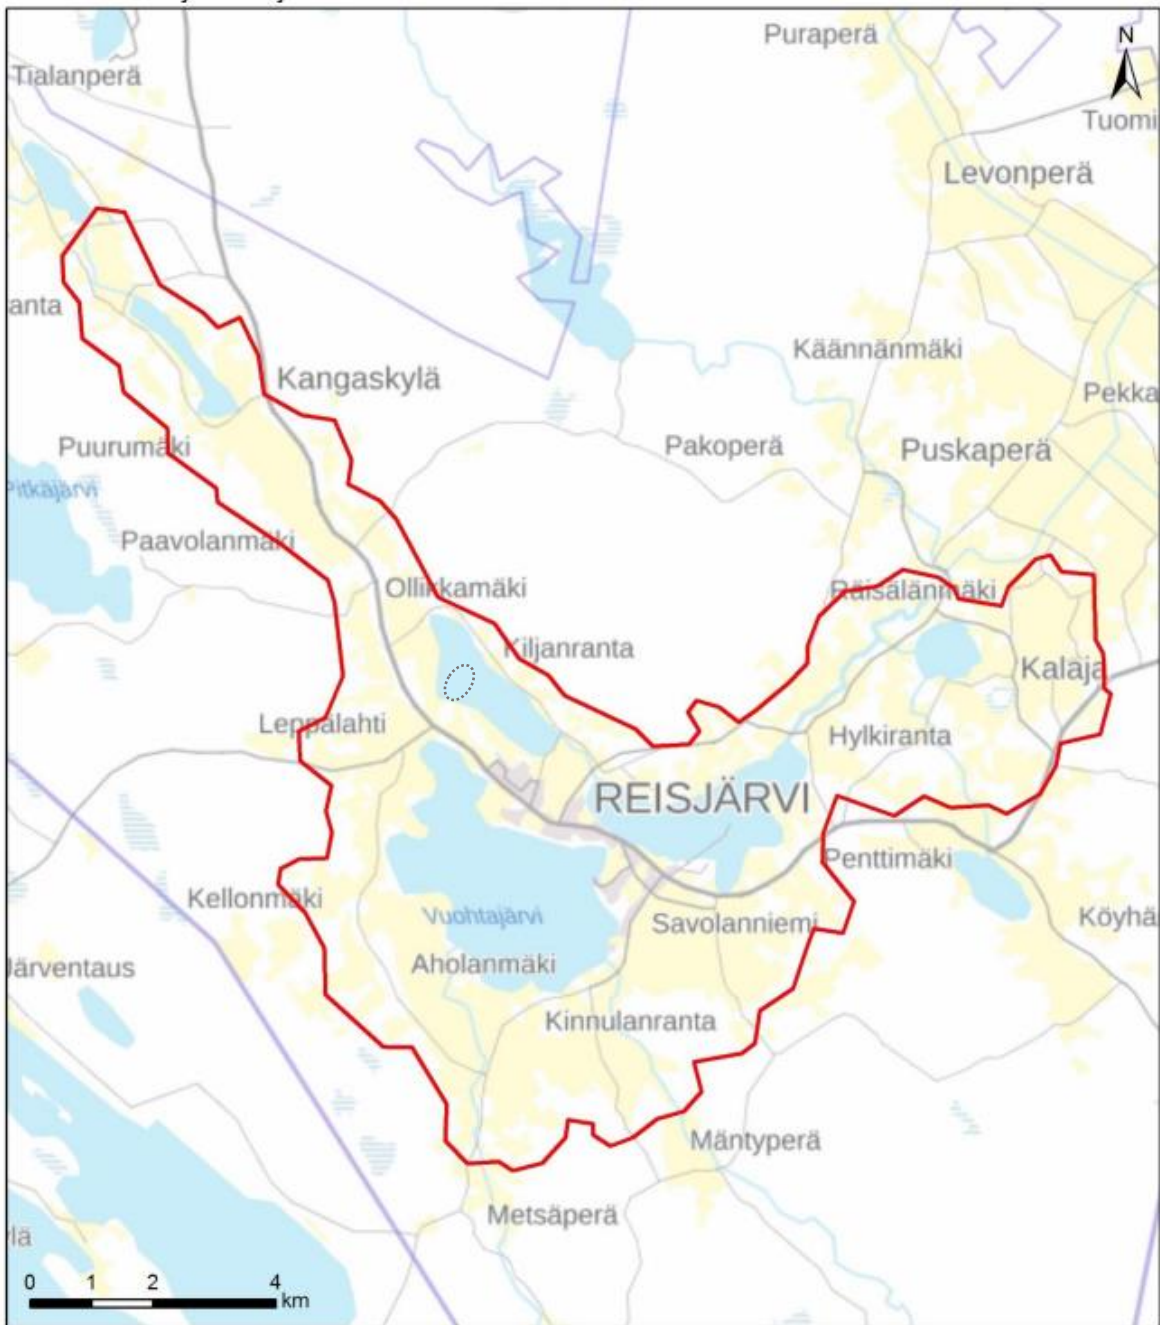 Puraperä
N
Tialanperä
Tuomi
Levonperä
anta
Käännänmäki
Kangaskylä
Pekka
Puurumäki
Pakoperä
Puskaperä
Pitkäjärvi
Paavolanmäki
Ollikkamäki
Räisälänmäki
Kiljanranta
Kalaja
Leppälahti
Hylkiranta
REISJÄRVI
Penttimäki
Kellonmäki
Vuohtajärvi
Savolanniemi
Köyhä
Järventaus
Aholanmäki
Kinnulanranta
Mäntyperä
Metsäperä
lä
0 1 2 4
km